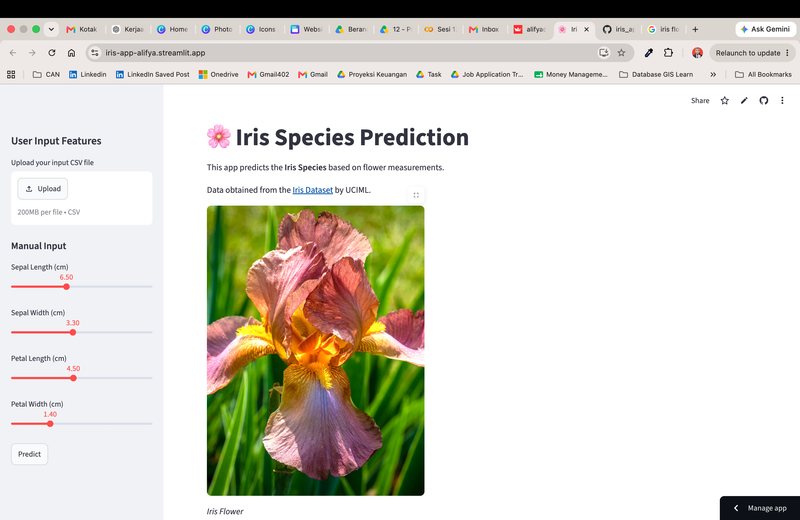 Kotak
Kerjaa
Home
Photo
Icons
Websi
Beran
12 - P
Sesi 1
Inbox
alifyac
Iri
iris_ap
iris flo
Ask Gemini
iris-app-alifya.streamlit.app
Relaunch to update
CAN
Linkedin
LinkedIn Saved Post
Onedrive
Gmail402
Gmail
Proyeksi Keuangan
Task
Job Application Tr...
Money Manageme...
Database GIS Learn
All Bookmarks
Share
User Input Features
Upload your input CSV file
Upload
200MB per file • CSV
Manual Input
Sepal Length (cm)
6.50
Sepal Width (cm)
3.30
Petal Length (cm)
4.50
Petal Width (cm)
1.40
Predict
Iris Species Prediction
This app predicts the Iris Species based on flower measurements.
Data obtained from the Iris Dataset by UCIML.
Iris Flower
Manage app